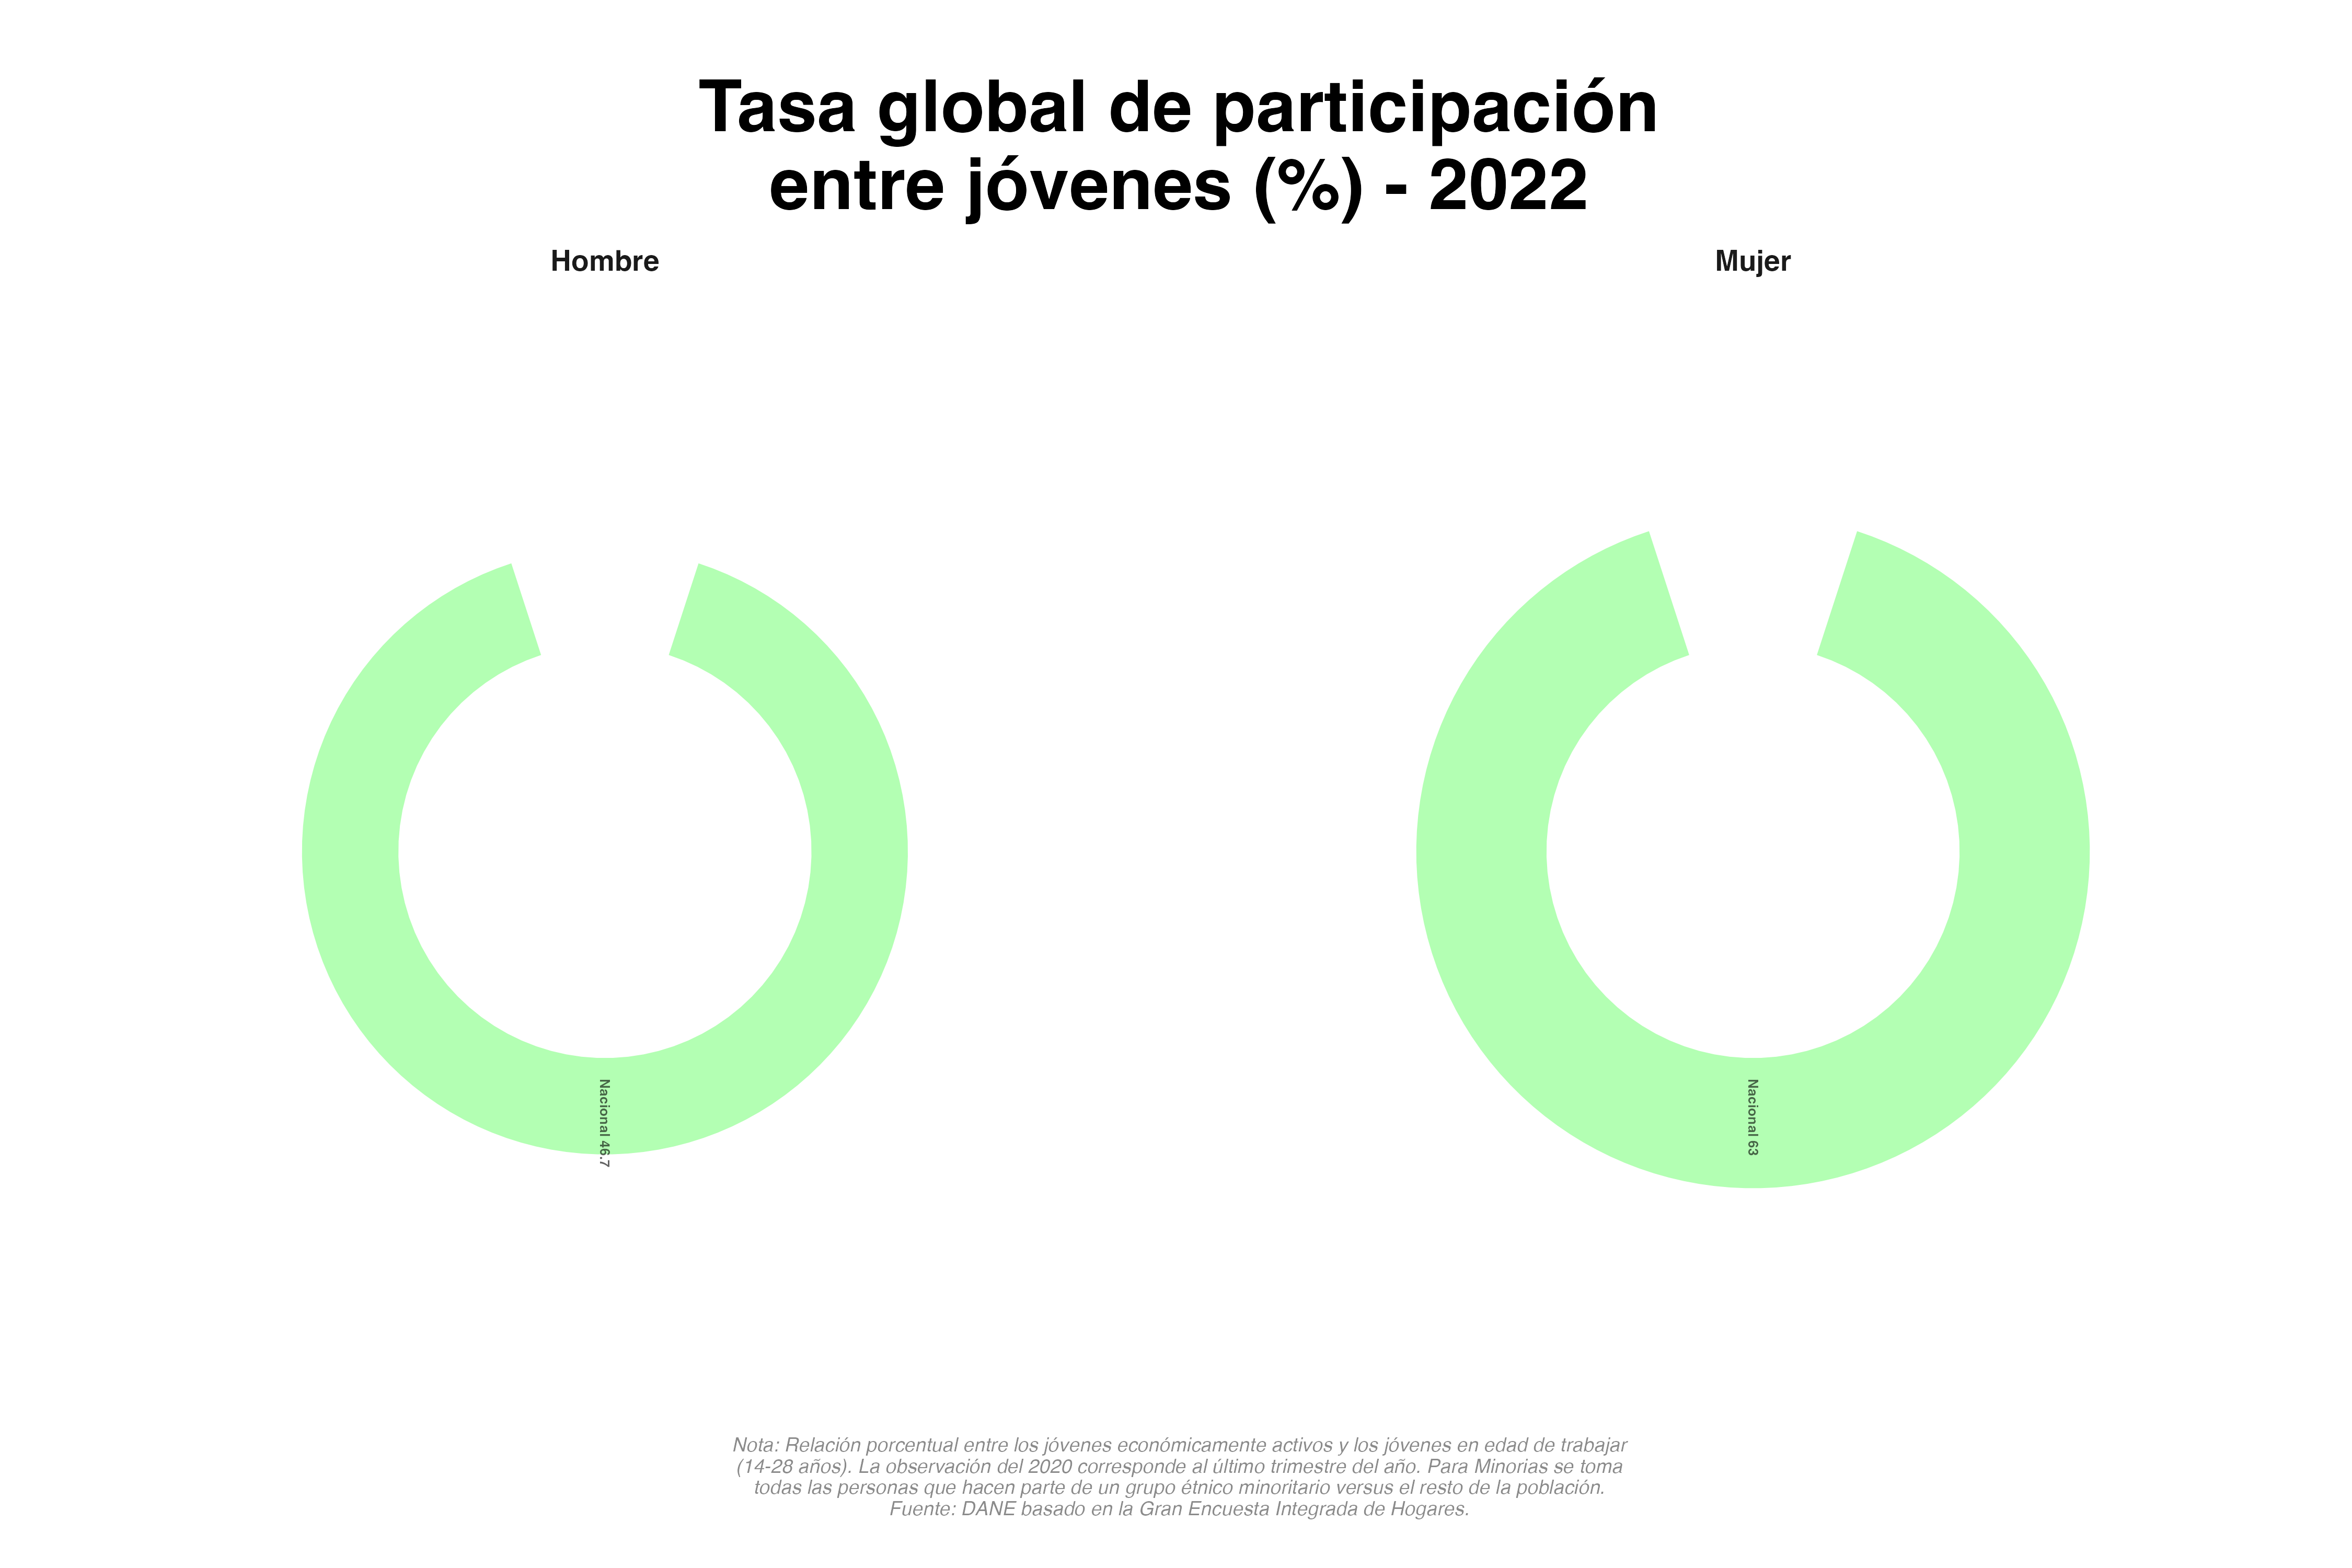 Tasa global de participación
entre jóvenes (%) - 2022
Hombre
Mujer
Nacional 46.7
Nacional 63
Nota: Relación porcentual entre los jóvenes económicamente activos y los jóvenes en edad de trabajar
(14-28 años). La observación del 2020 corresponde al último trimestre del año. Para Minorias se toma
todas las personas que hacen parte de un grupo étnico minoritario versus el resto de la población.
Fuente: DANE basado en la Gran Encuesta Integrada de Hogares.